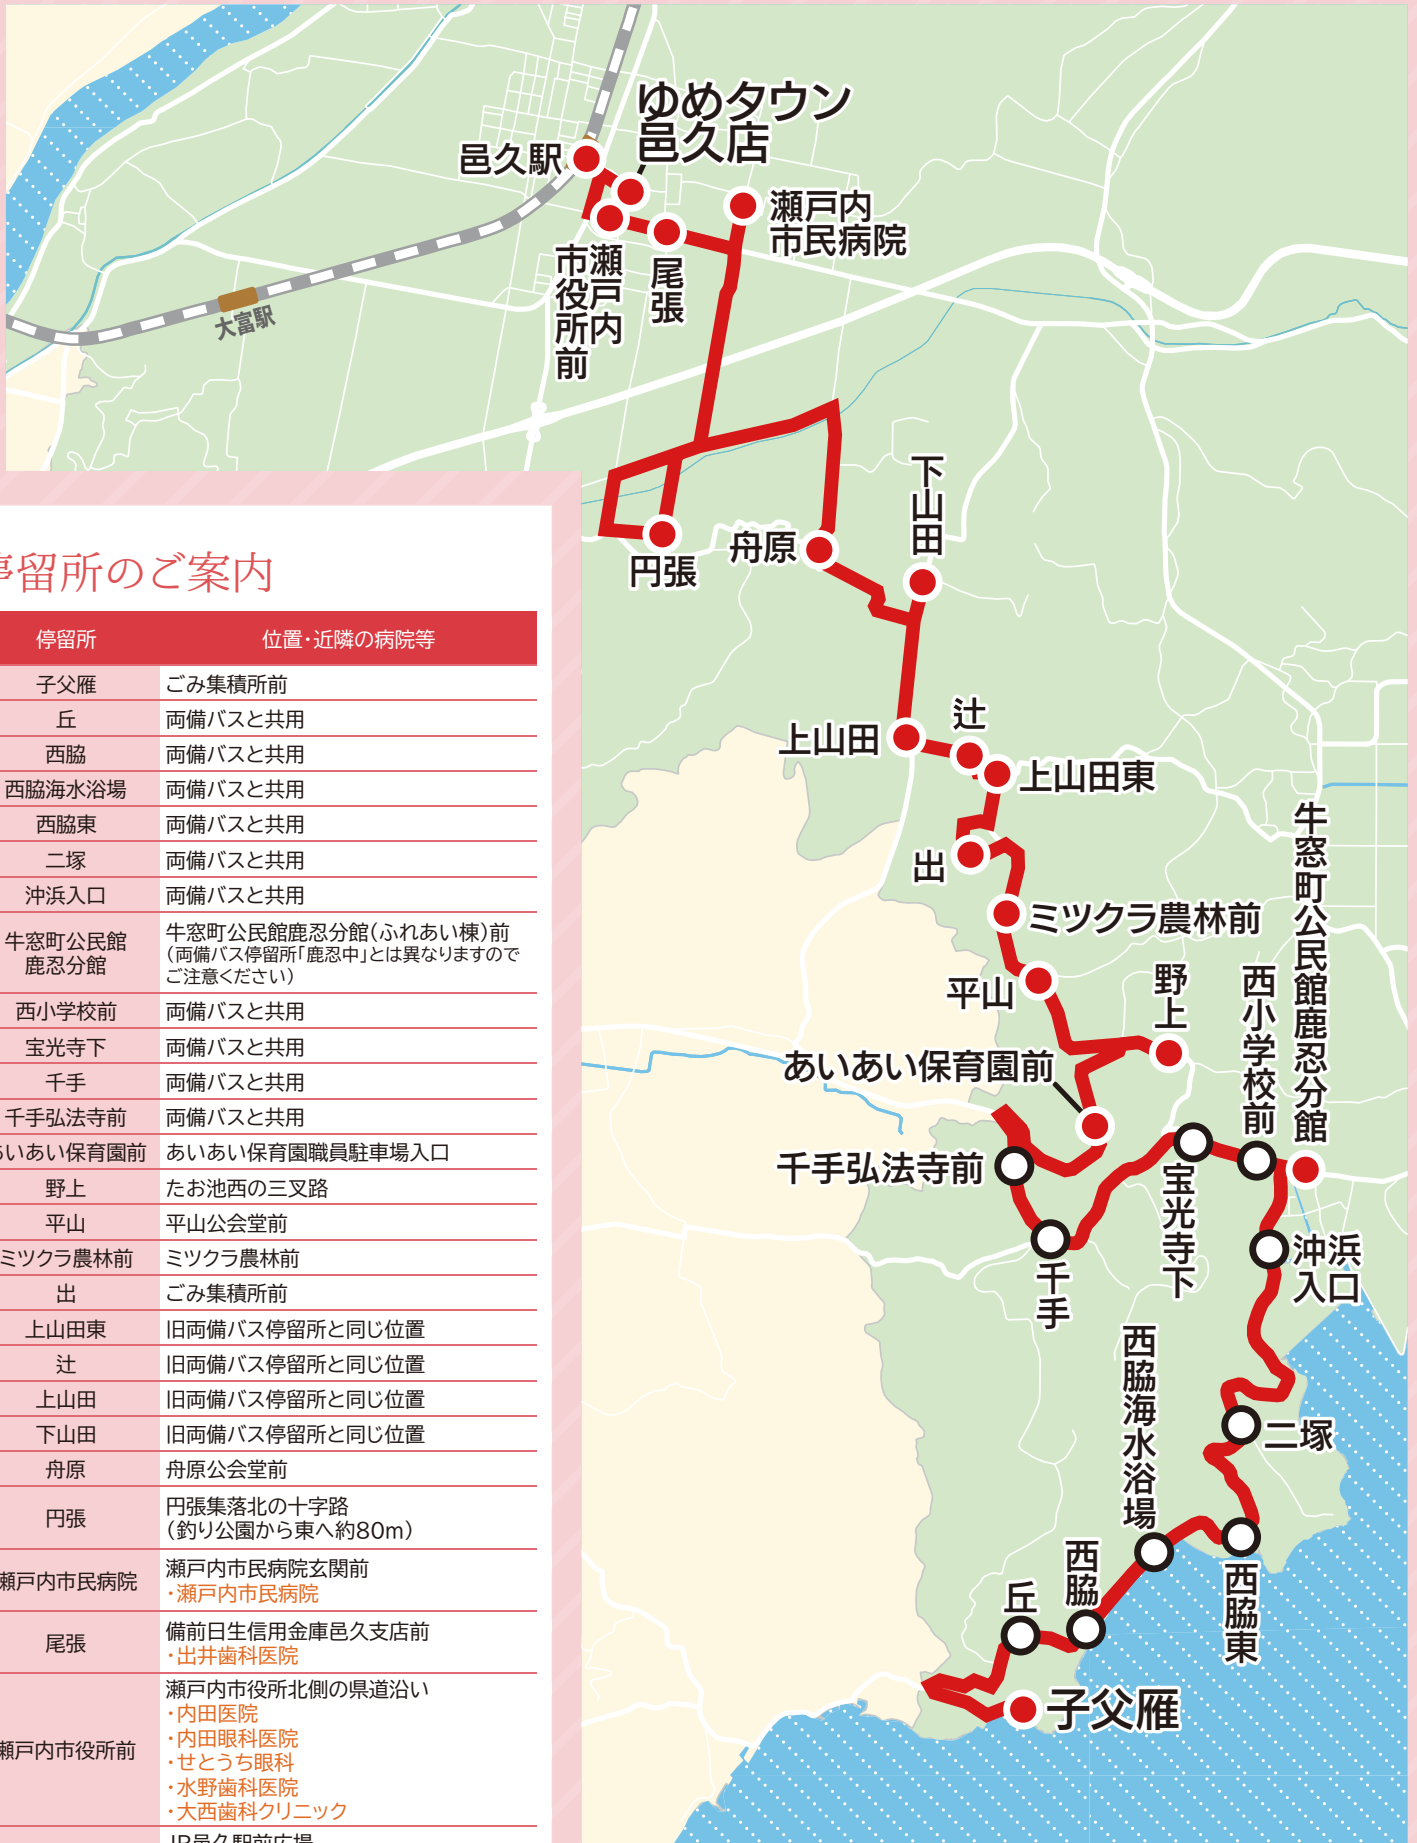 ゆめタウン
邑久店
邑久駅
瀬戸内
市民病院
瀬戸内
市役所前
尾張
大富駅
円張
舟原
下山田
上山田
辻
上山田東
出
ミツクラ農林前
平山
野上
あいあい保育園前
千手弘法寺前
千手
宝光寺下
西小学校前
牛窓町公民館鹿忍分館
沖浜
入口
二塚
西脇東
西脇海水浴場
西脇
丘
子父雁
留所のご案内
停留所 位置・近隣の病院等
子父雁 ごみ集積所前
丘 両備バスと共用
西脇 両備バスと共用
西脇海水浴場 両備バスと共用
西脇東 両備バスと共用
二塚 両備バスと共用
沖浜入口 両備バスと共用
牛窓町公民館
鹿忍分館
牛窓町公民館鹿忍分館(ふれあい棟)前
(両備バス停留所「鹿忍中」とは異なりますので
ご注意ください)
西小学校前 両備バスと共用
宝光寺下 両備バスと共用
千手 両備バスと共用
千手弘法寺前 両備バスと共用
あいあい保育園前 あいあい保育園職員駐車場入口
野上 たお池西の三叉路
平山 平山公会堂前
ミツクラ農林前 ミツクラ農林前
出 ごみ集積所前
上山田東 旧両備バス停留所と同じ位置
辻 旧両備バス停留所と同じ位置
上山田 旧両備バス停留所と同じ位置
下山田 旧両備バス停留所と同じ位置
舟原 舟原公会堂前
円張 円張集落北の十字路
(釣り公園から東へ約80m)
瀬戸内市民病院 瀬戸内市民病院玄関前
・瀬戸内市民病院
尾張 備前日生信用金庫邑久支店前
・出井歯科医院
瀬戸内市役所前 瀬戸内市役所北側の県道沿い
・内田医院
・内田眼科医院
・せとうち眼科
・水野歯科医院
・大西歯科クリニック
JR邑久駅前広場